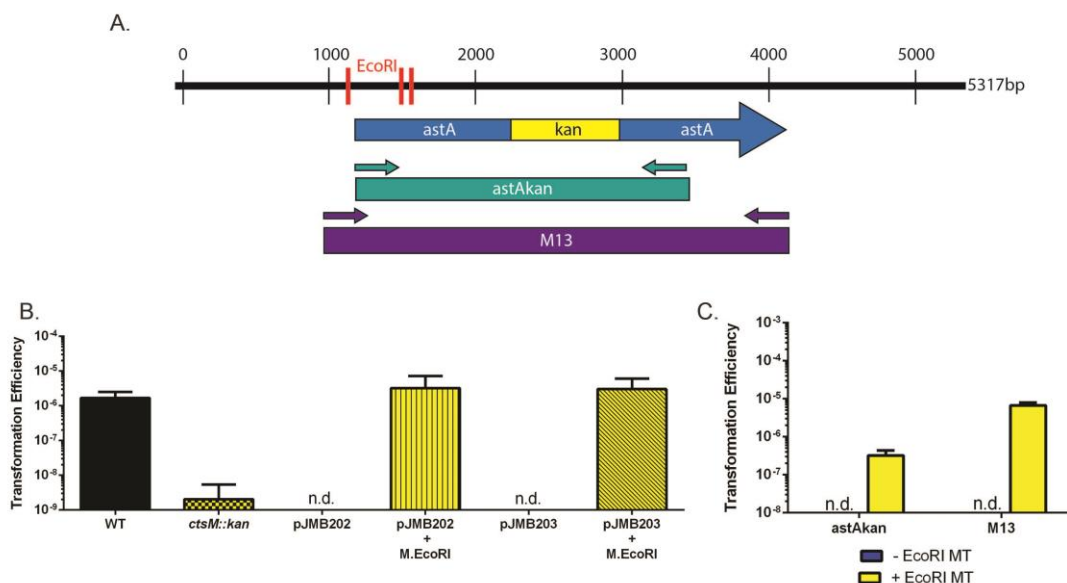 A.
0 1000 2000 3000 4000 5000
EcoRI
5317bp
astA kan astA
astAkan
M13
B.
Transformation Efficiency
10-4
10-5
10-6
10-7
10-8
10-9
n.d. n.d.
WT ctsM::kan pJMB202 pJMB202 pJMB203 pJMB203
+ +
M.EcoRI M.EcoRI
C.
Transformation Efficiency
10-3
10-4
10-5
10-6
10-7
10-8
n.d. n.d.
astAkan M13
- EcoRI MT
+ EcoRI MT